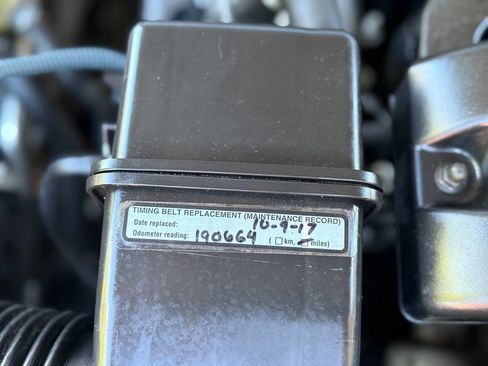 TIMING BELT REPLACEMENT (MAINTENANCE RECORD)
Date replaced: 10-9-17
Odometer reading: 190664 ( □ km, □ miles)